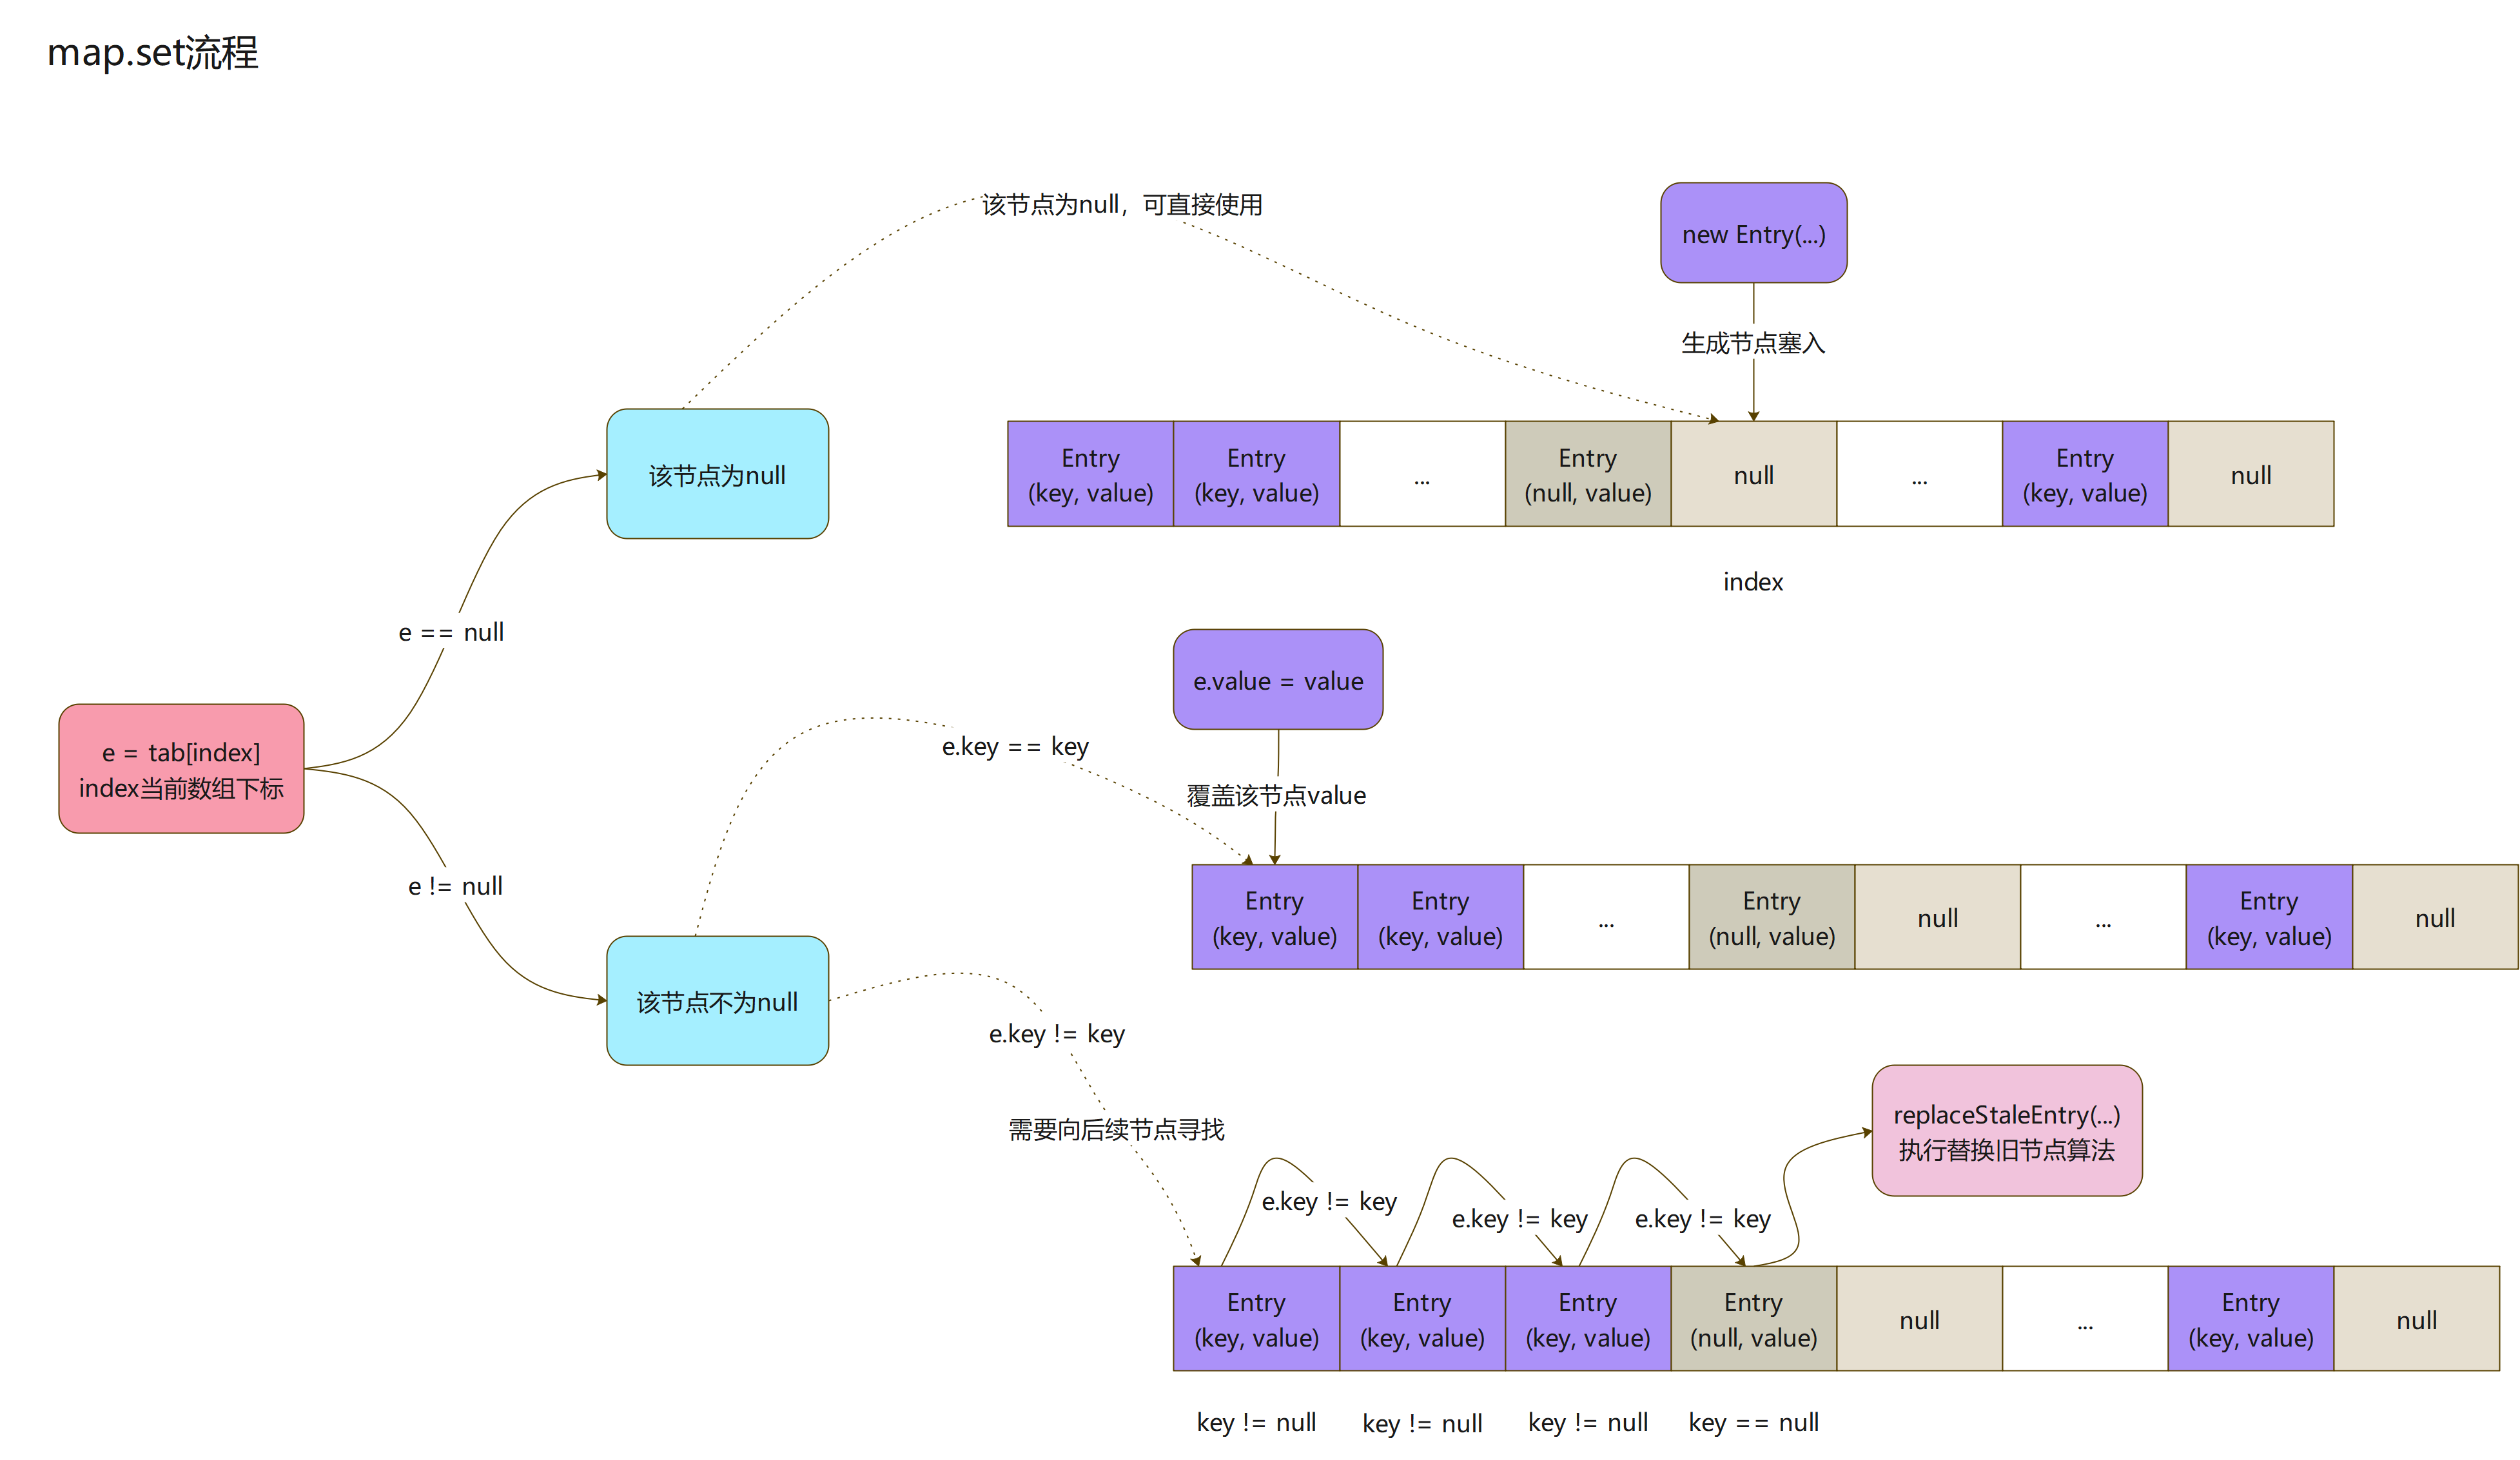 map.set流程
该节点为null，可直接使用
new Entry(...)
生成节点塞入
该节点为null
Entry
(key, value)
Entry
(key, value)
...
Entry
(null, value)
null
...
Entry
(key, value)
null
index
e == null
e = tab[index]
index当前数组下标
e != null
e.value = value
e.key == key
覆盖该节点value
Entry
(key, value)
Entry
(key, value)
...
Entry
(null, value)
null
...
Entry
(key, value)
null
该节点不为null
e.key != key
需要向后续节点寻找
replaceStaleEntry(...)
执行替换旧节点算法
e.key != key
e.key != key
e.key != key
Entry
(key, value)
Entry
(key, value)
Entry
(key, value)
Entry
(null, value)
null
...
Entry
(key, value)
null
key != null
key != null
key != null
key == null